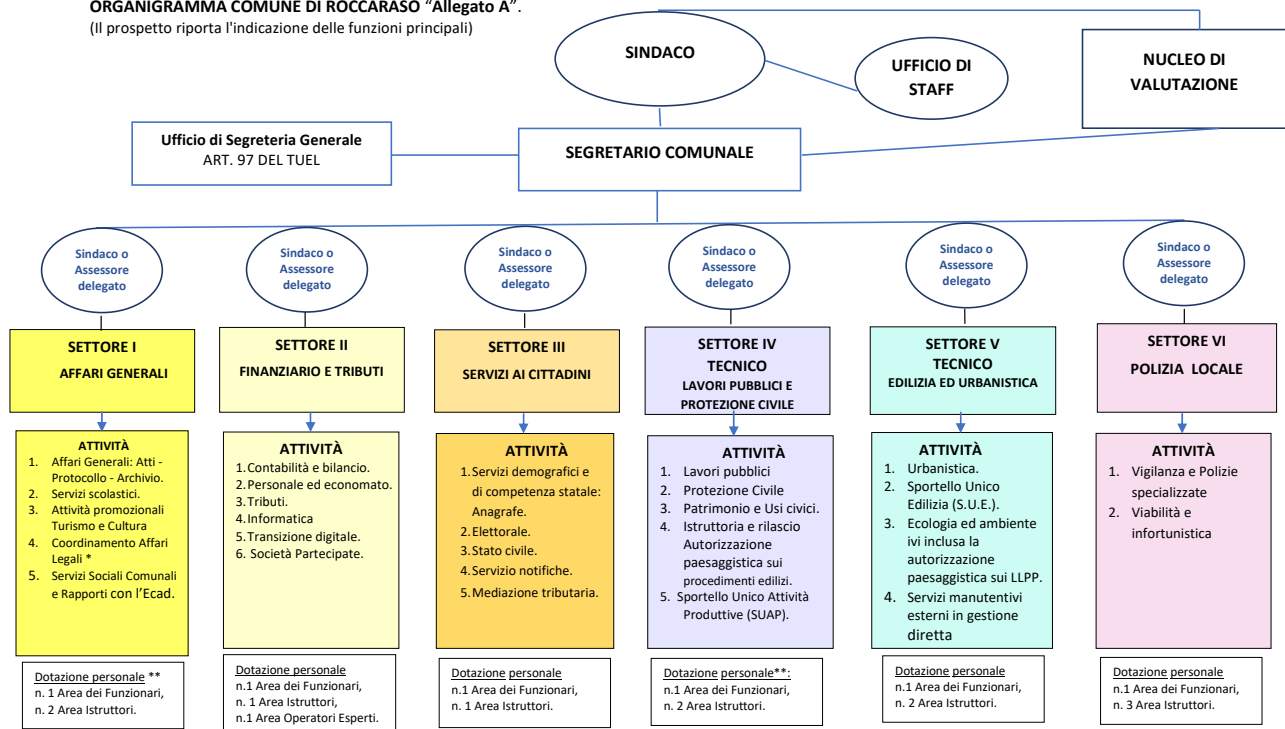 ORGANIGRAMMA COMUNE DI ROCCARASO "Allegato A".
(Il prospetto riporta l'indicazione delle funzioni principali)
SINDACO
UFFICIO DI
STAFF
NUCLEO DI
VALUTAZIONE
Ufficio di Segreteria Generale
ART. 97 DEL TUEL
SEGRETARIO COMUNALE
Sindaco o
Assessore
delegato
Sindaco o
Assessore
delegato
Sindaco o
Assessore
delegato
Sindaco o
Assessore
delegato
Sindaco o
Assessore
delegato
Sindaco o
Assessore
delegato
SETTORE I
AFFARI GENERALI
SETTORE II
FINANZIARIO E TRIBUTI
SETTORE III
SERVIZI AI CITTADINI
SETTORE IV
TECNICO
LAVORI PUBBLICI E
PROTEZIONE CIVILE
SETTORE V
TECNICO
EDILIZIA ED URBANISTICA
SETTORE VI
POLIZIA LOCALE
ATTIVITÀ
1. Affari Generali: Atti -
Protocollo - Archivio.
2. Servizi scolastici.
3. Attività promozionali
Turismo e Cultura
4. Coordinamento Affari
Legali *
5. Servizi Sociali Comunali
e Rapporti con l'Ecad.
ATTIVITÀ
1. Contabilità e bilancio.
2. Personale ed economato.
3. Tributi.
4. Informatica
5. Transizione digitale.
6. Società Partecipate.
ATTIVITÀ
1. Servizi demografici e
di competenza statale:
Anagrafe.
2. Elettorale.
3. Stato civile.
4. Servizio notifiche.
5. Mediazione tributaria.
ATTIVITÀ
1. Lavori pubblici
2. Protezione Civile
3. Patrimonio e Usi civici.
4. Istruttoria e rilascio
Autorizzazione
paesaggistica sui
procedimenti edilizi.
5. Sportello Unico Attività
Produttive (SUAP).
ATTIVITÀ
1. Urbanistica.
2. Sportello Unico
Edilizia (S.U.E.).
3. Ecologia ed ambiente
ivi inclusa la
autorizzazione
paesaggistica sui LLPP.
4. Servizi manutentivi
esterni in gestione
diretta
ATTIVITÀ
1. Vigilanza e Polizie
specializzate
2. Viabilità e
infortunistica
Dotazione personale **
n. 1 Area dei Funzionari,
n. 2 Area Istruttori.
Dotazione personale
n.1 Area dei Funzionari,
n. 1 Area Istruttori,
n.1 Area Operatori Esperti.
Dotazione personale
n.1 Area dei Funzionari,
n. 1 Area Istruttori.
Dotazione personale**:
n.1 Area dei Funzionari,
n. 2 Area Istruttori.
Dotazione personale
n.1 Area dei Funzionari,
n. 2 Area Istruttori.
Dotazione personale
n.1 Area dei Funzionari,
n. 3 Area Istruttori.